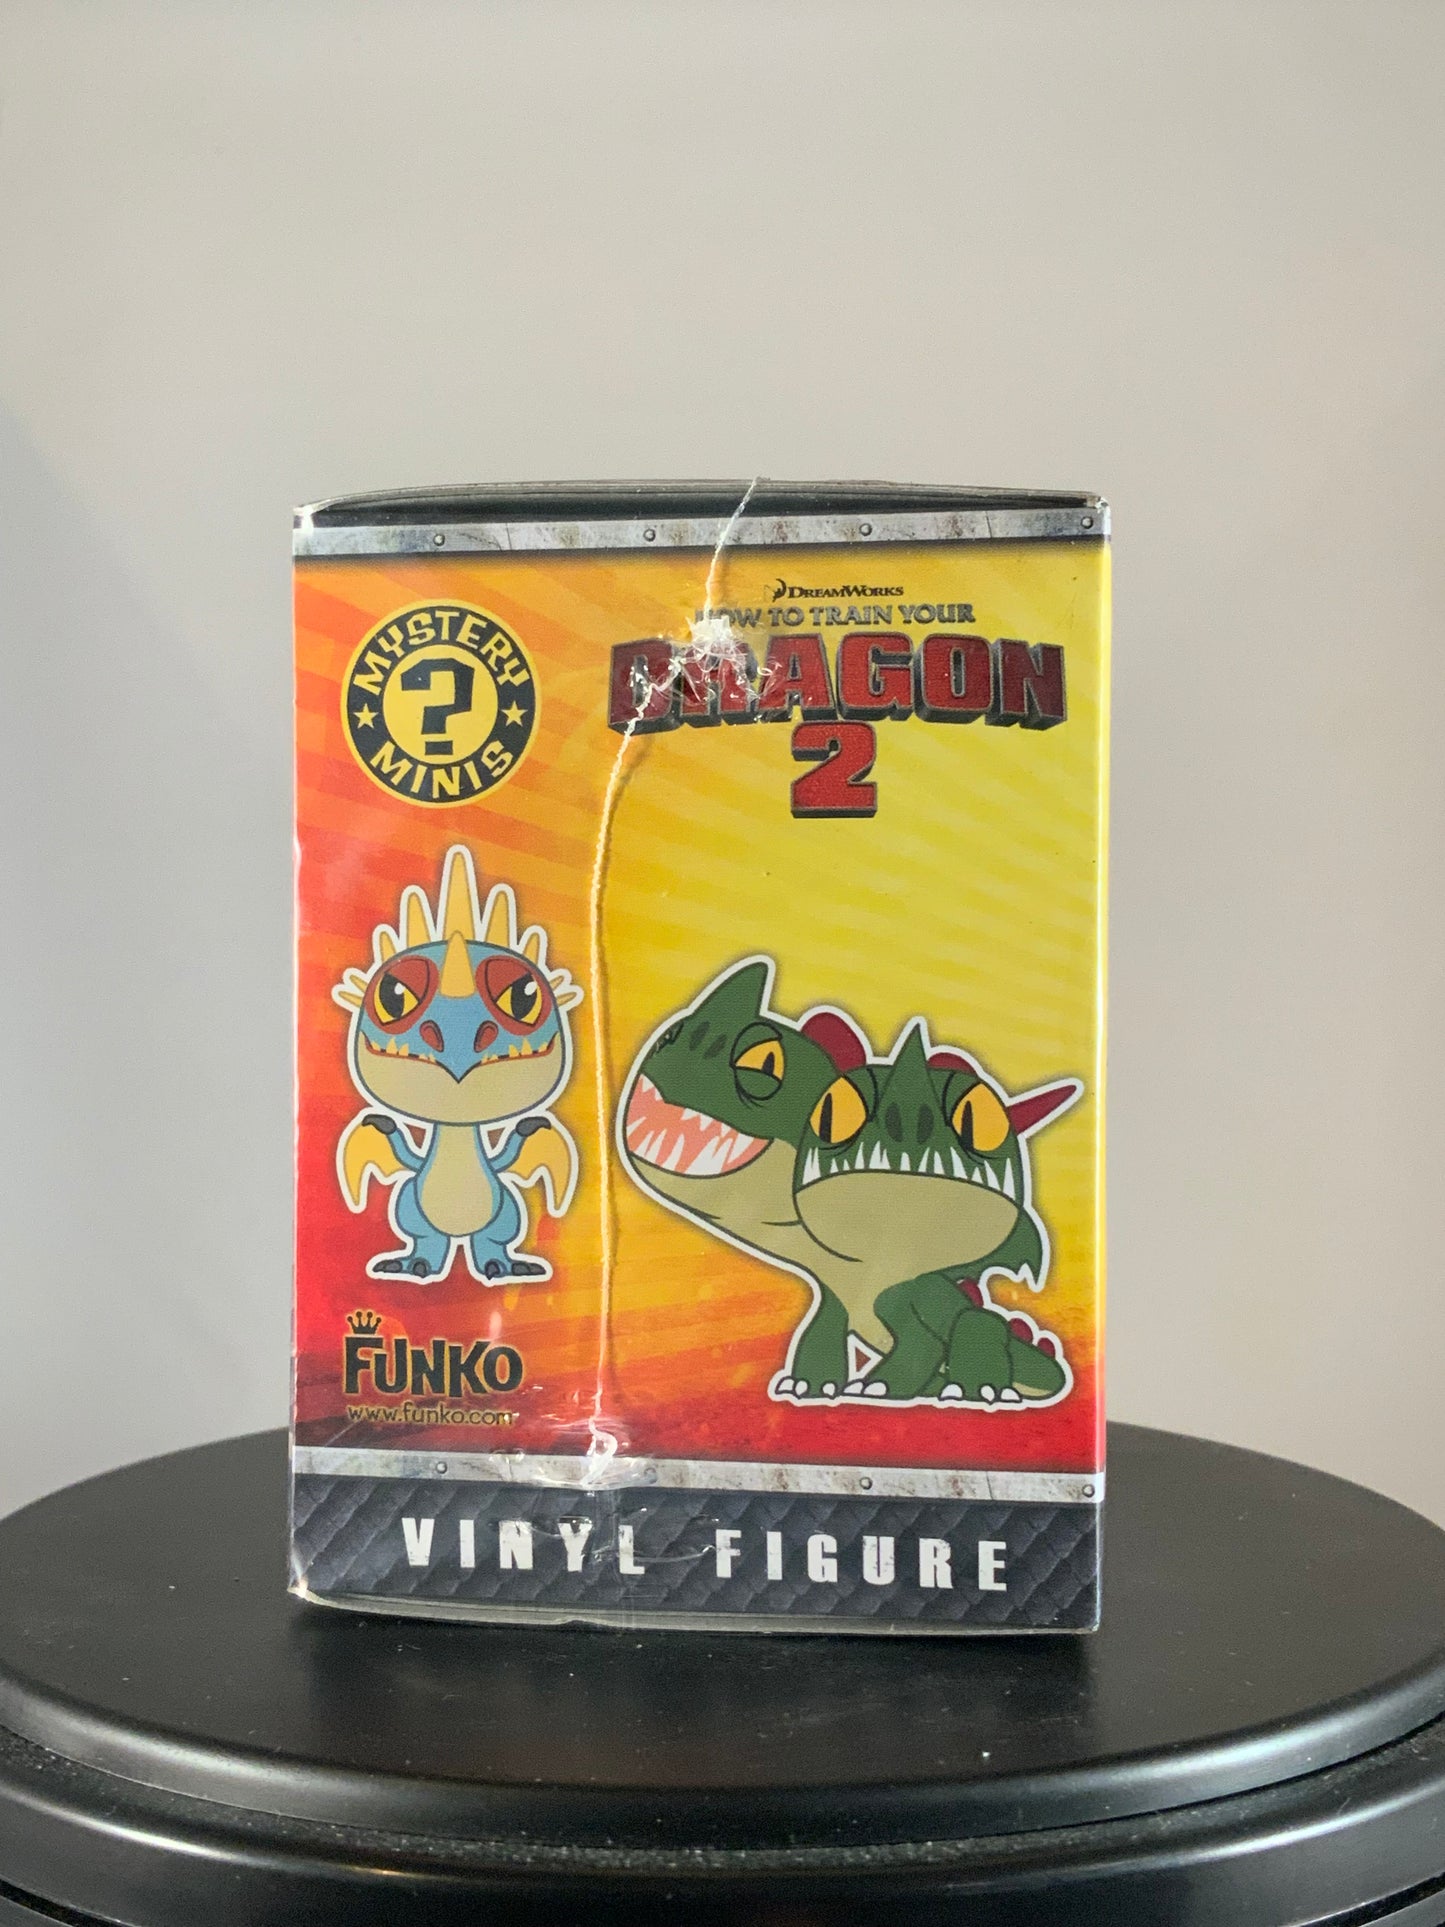 MYSTERY
?
MINIS
DREAMWORKS
HOW TO TRAIN YOUR
DRAGON
2
FUNKO
www.funko.com
VINYL FIGURE